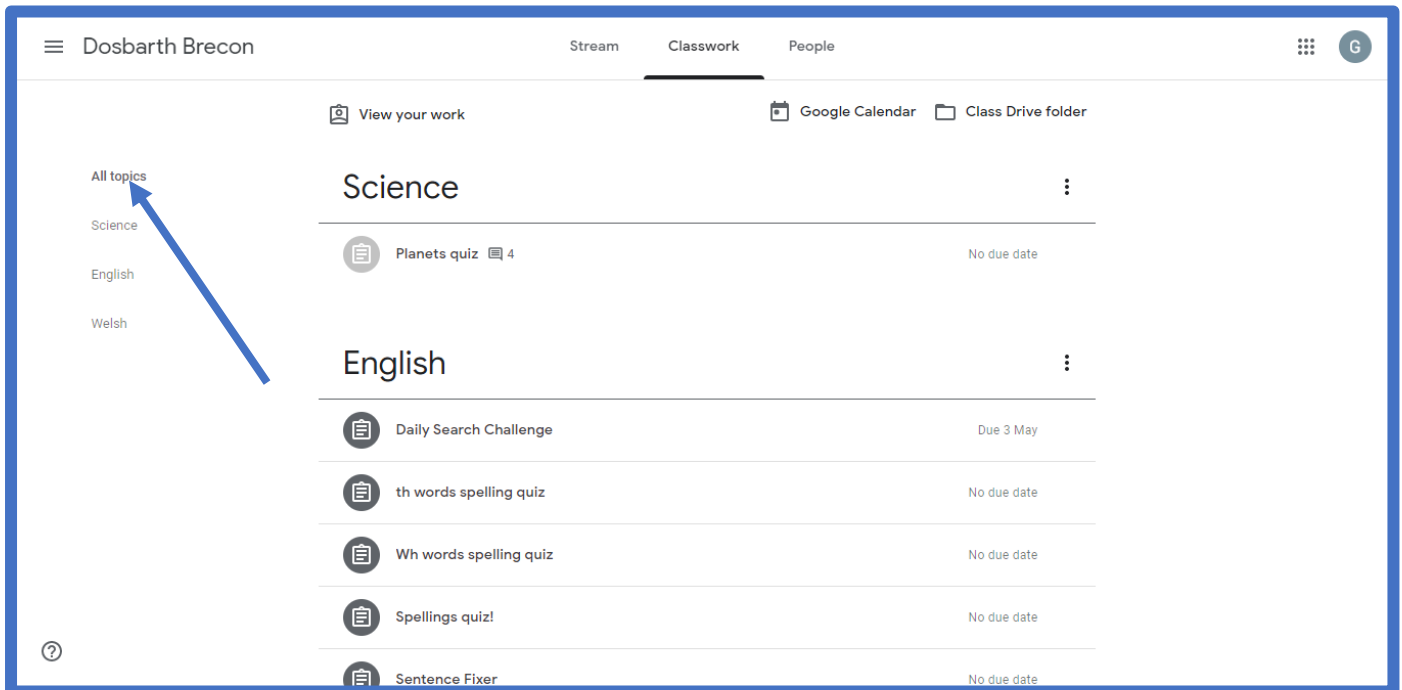 Dosbarth Brecon
Stream Classwork People
G
View your work
Google Calendar Class Drive folder
All topics
Science
English
Welsh
Science
Planets quiz 4
No due date
English
Daily Search Challenge
Due 3 May
th words spelling quiz
No due date
Wh words spelling quiz
No due date
Spellings quiz!
No due date
Sentence Fixer
No due date
?